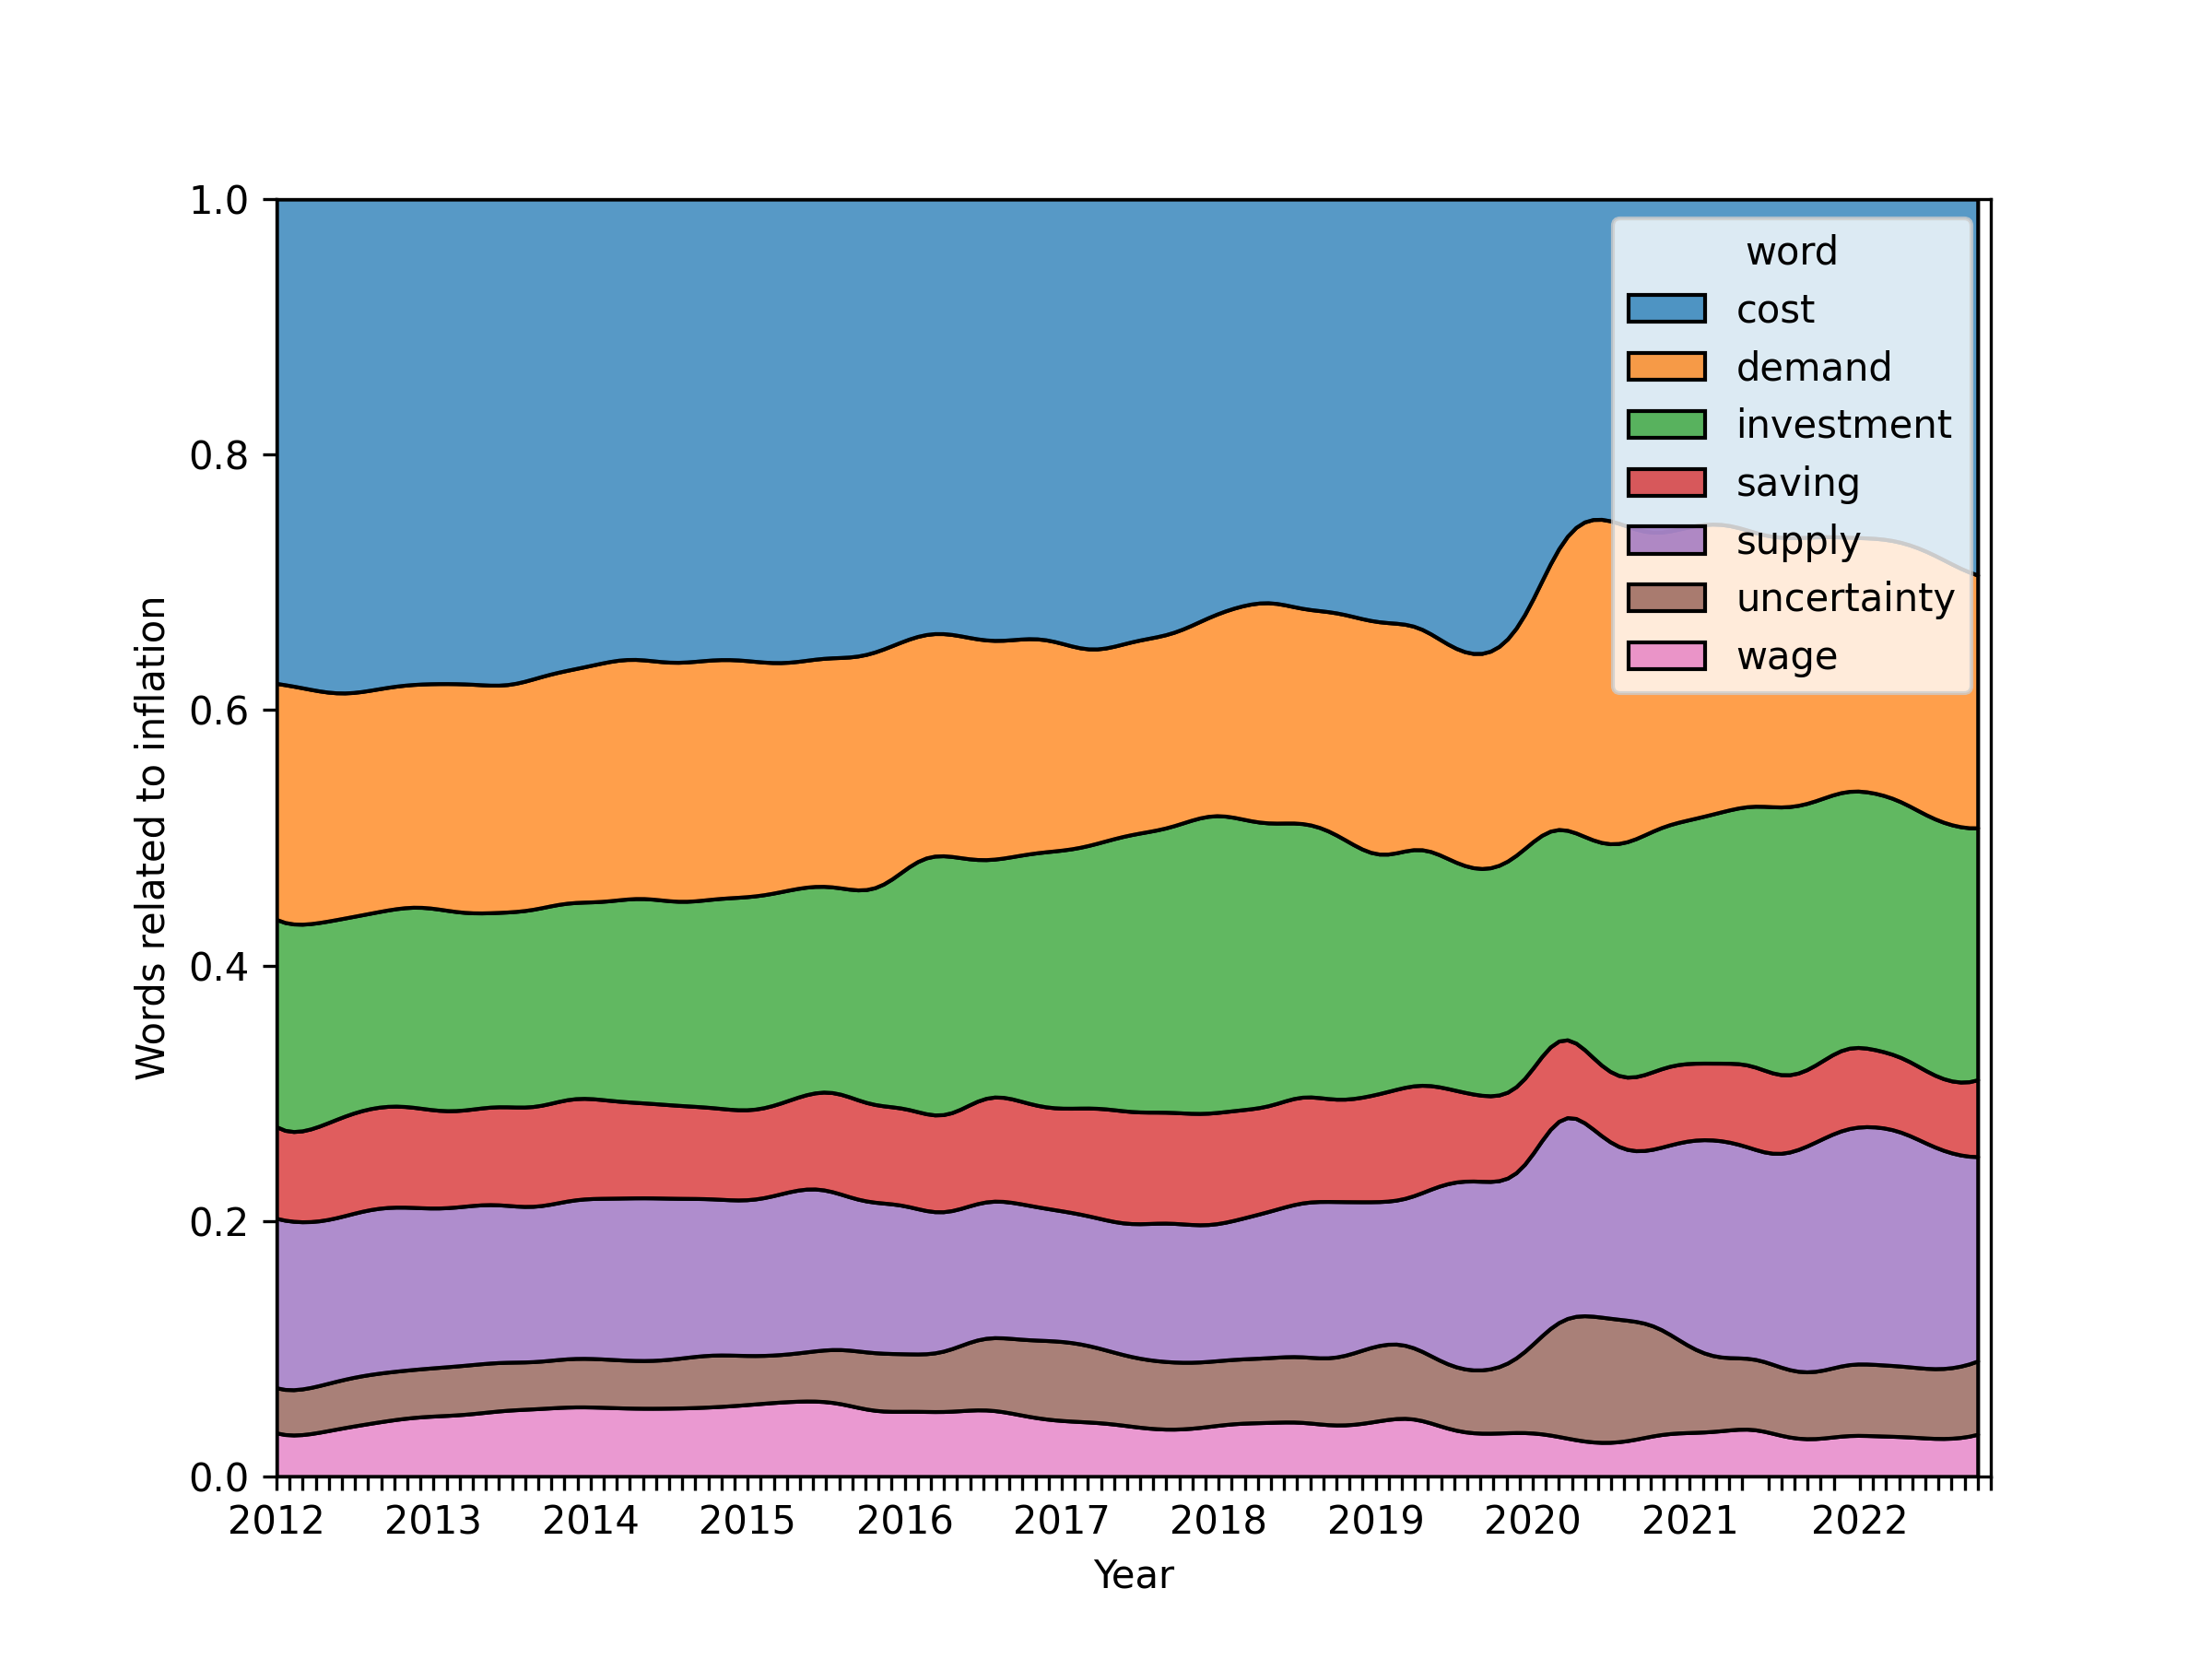 1.0
0.8
0.6
0.4
0.2
0.0
Words related to inflation
word
cost
demand
investment
saving
supply
uncertainty
wage
2012 2013 2014 2015 2016 2017 2018 2019 2020 2021 2022
Year